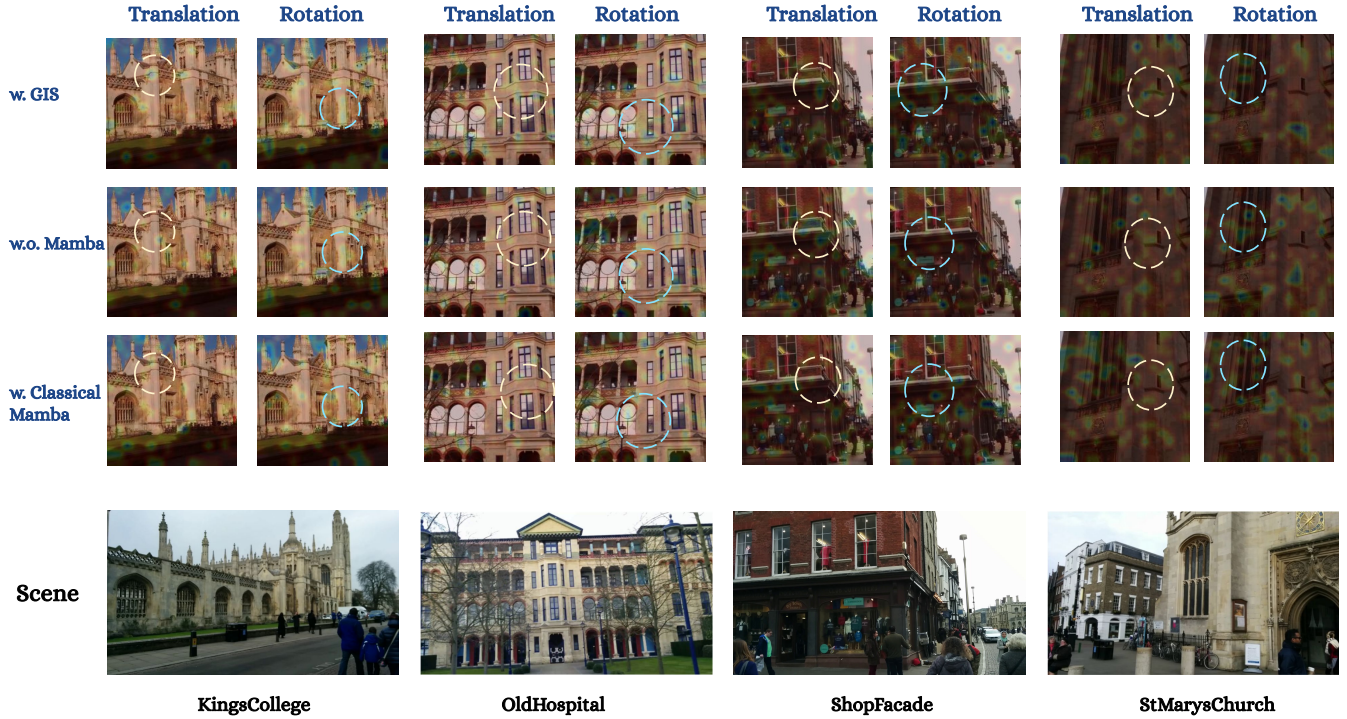 Translation Rotation Translation Rotation Translation Rotation Translation Rotation
w. GIS
w.o. Mamba
w. Classical
Mamba
Scene
KingsCollege OldHospital ShopFacade StMarysChurch